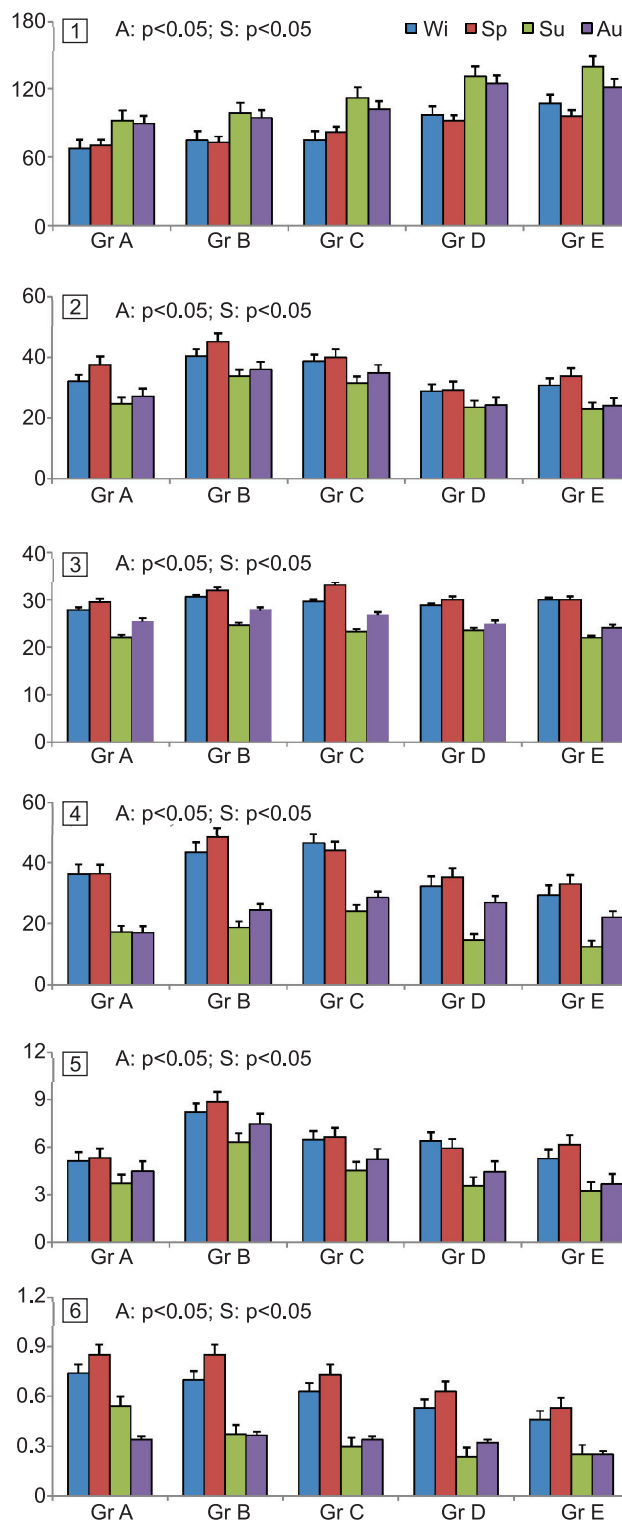 180
1 A: p<0.05; S: p<0.05 Wi Sp Su Au
120
60
0
Gr A Gr B Gr C Gr D Gr E
60
2 A: p<0.05; S: p<0.05
40
20
0
Gr A Gr B Gr C Gr D Gr E
40
3 A: p<0.05; S: p<0.05
30
20
10
0
Gr A Gr B Gr C Gr D Gr E
60
4 A: p<0.05; S: p<0.05
40
20
0
Gr A Gr B Gr C Gr D Gr E
12
5 A: p<0.05; S: p<0.05
9
6
3
0
Gr A Gr B Gr C Gr D Gr E
1.2
6 A: p<0.05; S: p<0.05
0.9
0.6
0.3
0
Gr A Gr B Gr C Gr D Gr E